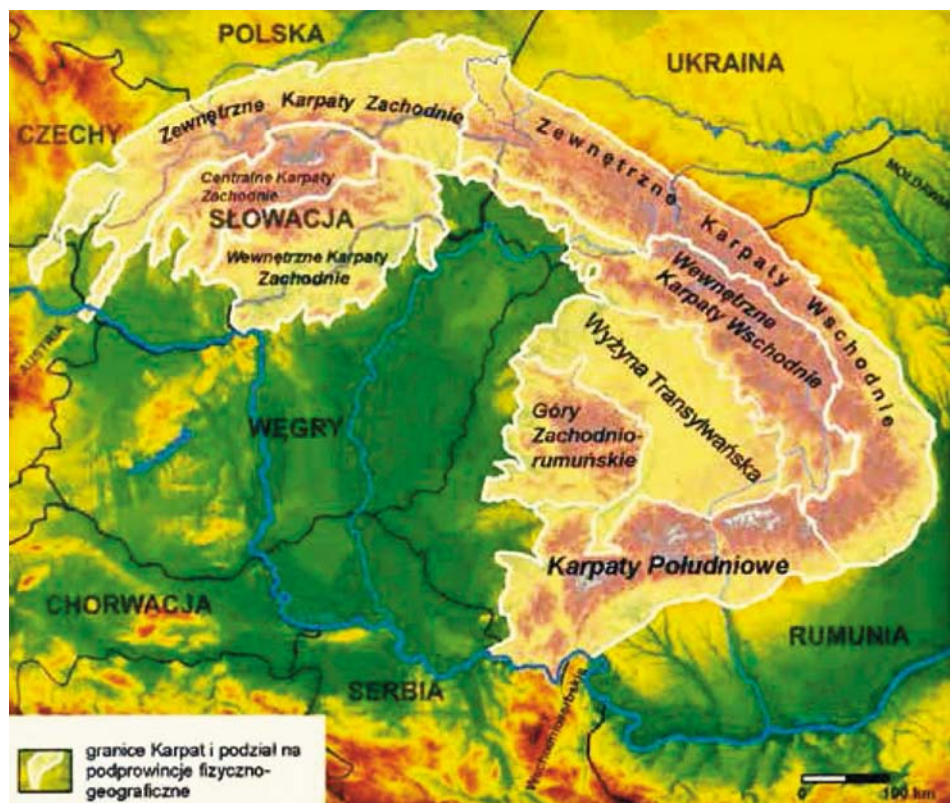 POLSKA
UKRAINA
CZECHY
Zewnętrzne Karpaty Zachodnie
Zewnętrzne Karpaty Wschodnie
MOŁDAWIA
Centralne Karpaty
Zachodnie
SŁOWACJA
Wewnętrzne Karpaty
Zachodnie
Wewnętrzne
Karpaty Wschodnie
AUSTRIA
Wyżyna Transylwańska
WĘGRY
Góry
Zachodnio-
rumuńskie
Karpaty Południowe
CHORWACJA
RUMUNIA
SERBIA
granice Karpat i podział na
podprowincje fizyczno-
geograficzne
0 100 km